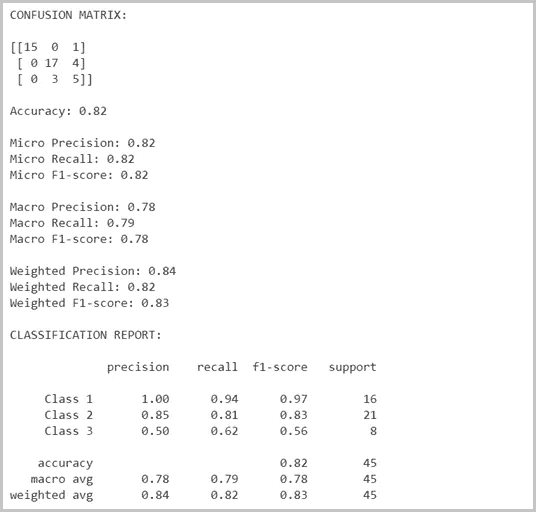 CONFUSION MATRIX:
[[15 0 1]
[ 0 17 4]
[ 0 3 5]]
Accuracy: 0.82
Micro Precision: 0.82
Micro Recall: 0.82
Micro F1-score: 0.82
Macro Precision: 0.78
Macro Recall: 0.79
Macro F1-score: 0.78
Weighted Precision: 0.84
Weighted Recall: 0.82
Weighted F1-score: 0.83
CLASSIFICATION REPORT:
precision recall f1-score support
Class 1 1.00 0.94 0.97 16
Class 2 0.85 0.81 0.83 21
Class 3 0.50 0.62 0.56 8
accuracy 0.82 45
macro avg 0.78 0.79 0.78 45
weighted avg 0.84 0.82 0.83 45